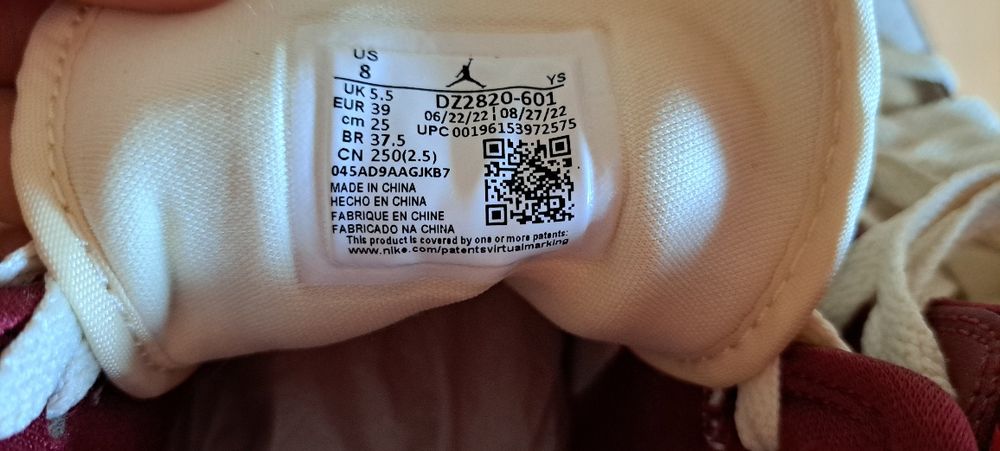 US
8
YS
UK 5.5
EUR 39
cm 25
BR 37.5
CN 250(2.5)
DZ2820-601
06/22/22 08/27/22
UPC 00196153972575
045AD9AAGJKB7
MADE IN CHINA
HECHO EN CHINA
FABRIQUE EN CHINE
FABRICADO NA CHINA
This product is covered by one or more patents:
www.nike.com/patentsvirtualmarking